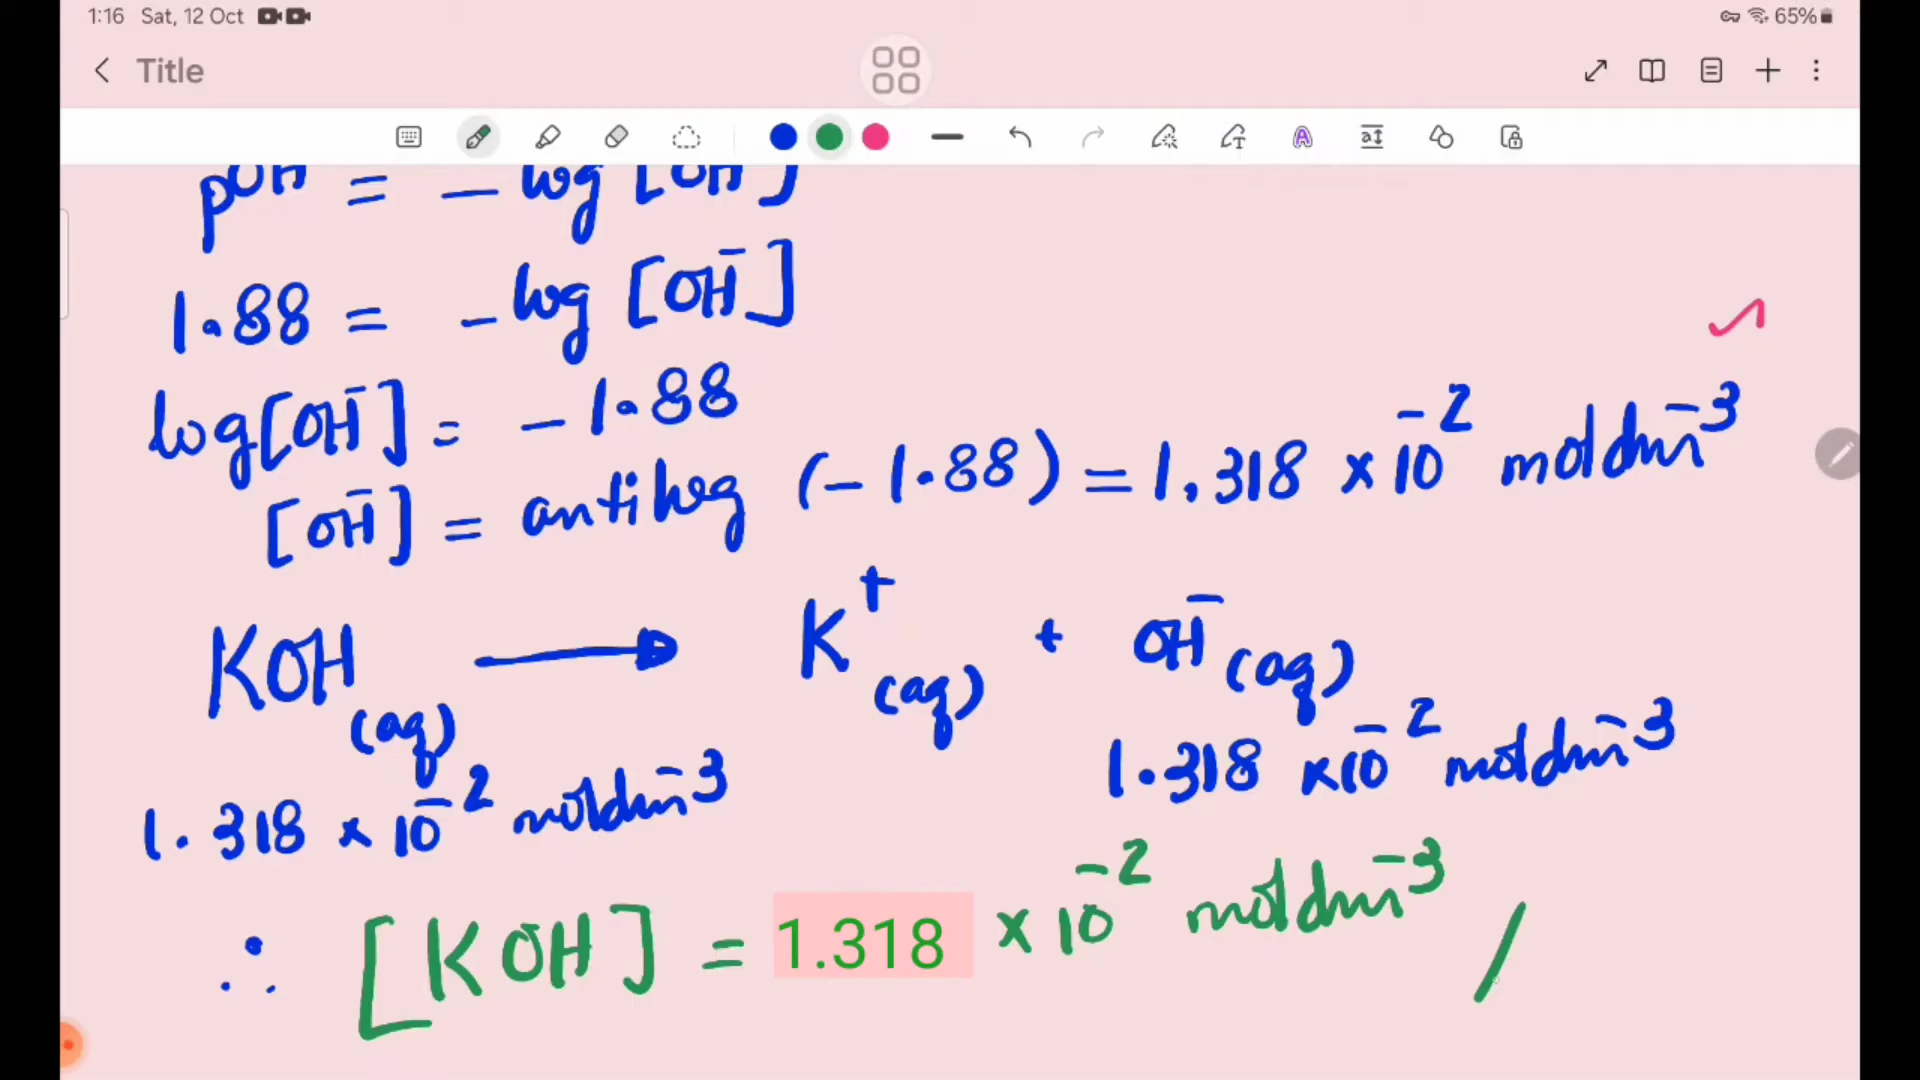 1:16 Sat, 12 Oct 65%
Title
pOH = - log [OH⁻]
1.88 = - log [OH⁻]
log[OH⁻] = - 1.88
[OH⁻] = antilog (- 1.88) = 1.318 × 10⁻² moldm⁻³
KOH(aq) → K⁺(aq) + OH⁻(aq)
1.318 × 10⁻² moldm⁻³ 1.318 × 10⁻² moldm⁻³
∴ [KOH] = 1.318 × 10⁻² moldm⁻³ /